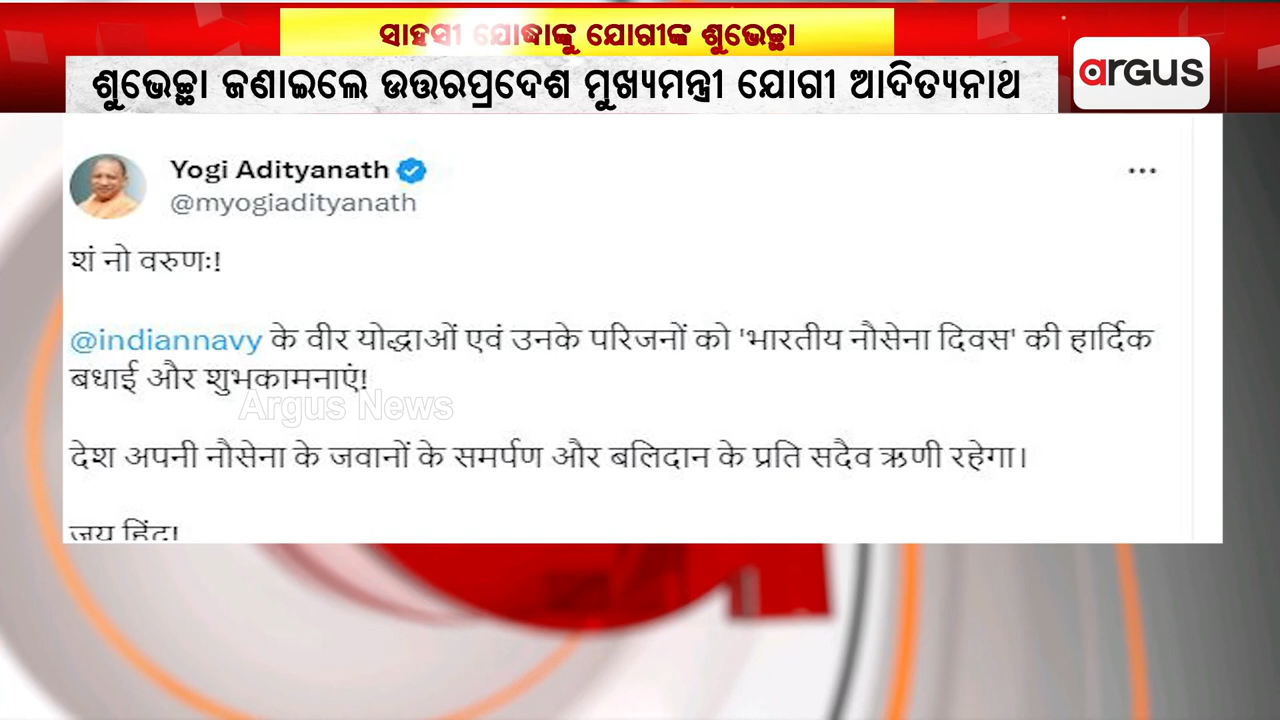 ସାହସୀ ଯୋଦ୍ଧାଙ୍କୁ ଯୋଗୀଙ୍କ ଶୁଭେଚ୍ଛା
ଶୁଭେଚ୍ଛା ଜଣାଇଲେ ଉତ୍ତରପ୍ରଦେଶ ମୁଖ୍ୟମନ୍ତ୍ରୀ ଯୋଗୀ ଆଦିତ୍ୟନାଥ
argus
Yogi Adityanath
@myogiadityanath
शं नो वरुणः!
@indiannavy के वीर योद्धाओं एवं उनके परिजनों को 'भारतीय नौसेना दिवस' की हार्दिक
बधाई और शुभकामनाएं!
Argus News
देश अपनी नौसेना के जवानों के समर्पण और बलिदान के प्रति सदैव ऋणी रहेगा।
जय हिंद!